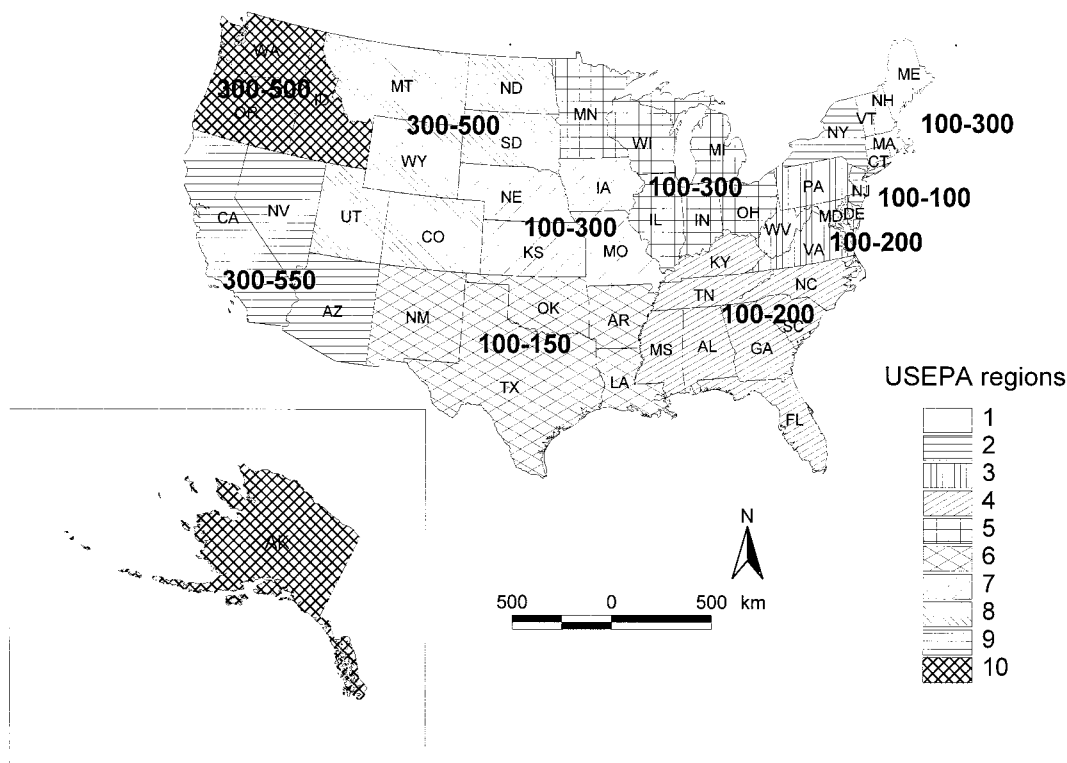 WA
300-500
OR
ID
MT
ND
300-500
SD
WY
NE
MN
WI
MI
IA
100-300
IL
IN
OH
ME
NH
VT
NY
100-300
MA
CT
PA
NJ
100-100
MD
DE
WV
VA
100-200
CA
NV
UT
CO
300-550
AZ
KS
100-300
MO
KY
TN
NC
100-200
SC
NM
OK
AR
100-150
TX
LA
MS
AL
GA
FL
USEPA regions
1
2
3
4
5
6
7
8
9
10
AK
N
500 0 500 km